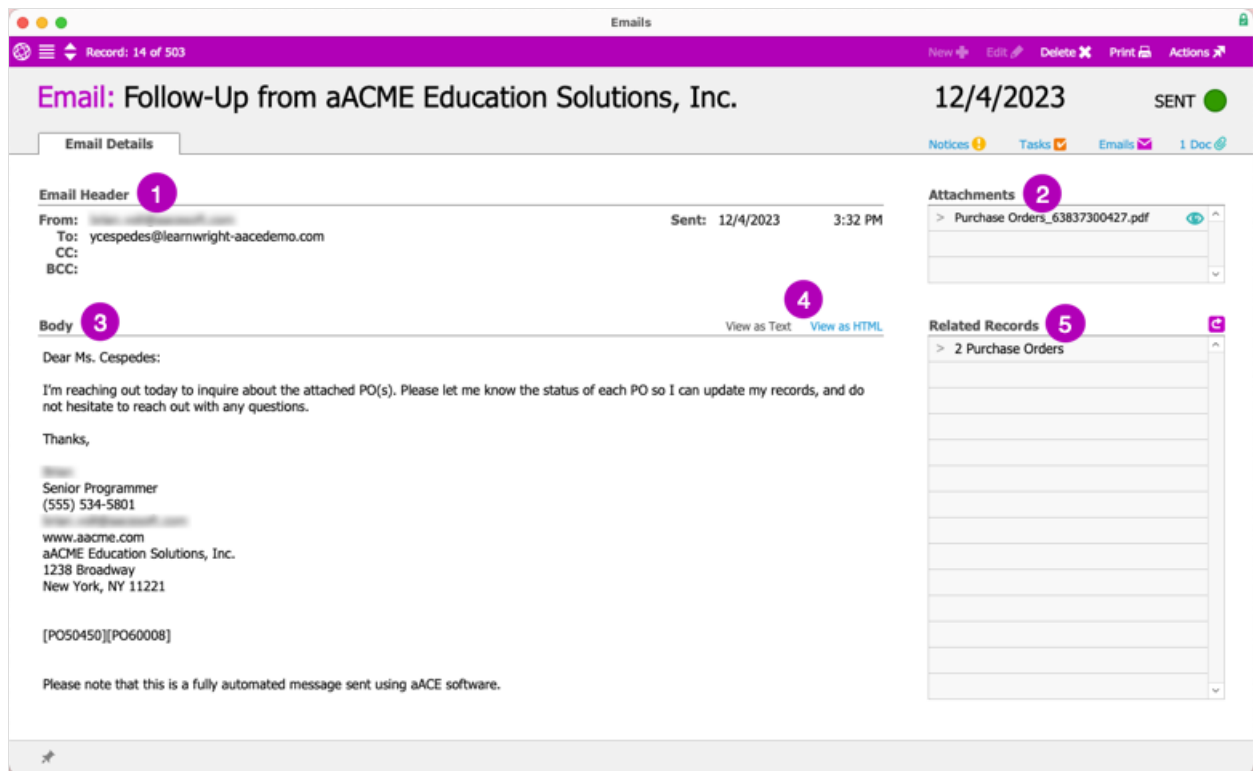 Emails
Record: 14 of 503
New Edit Delete Print Actions
Email: Follow-Up from aACME Education Solutions, Inc. 12/4/2023 SENT
Email Details
Notices Tasks Emails 1 Doc
Email Header 1
From: Sent: 12/4/2023 3:32 PM
To: ycespedes@learnwright-aacedemo.com
CC:
BCC:
Attachments 2
> Purchase Orders_63837300427.pdf
Body 3
4
View as Text View as HTML
Dear Ms. Cespedes:
I'm reaching out today to inquire about the attached PO(s). Please let me know the status of each PO so I can update my records, and do
not hesitate to reach out with any questions.
Thanks,
Senior Programmer
(555) 534-5801
www.aacme.com
aACME Education Solutions, Inc.
1238 Broadway
New York, NY 11221
[PO50450][PO60008]
Please note that this is a fully automated message sent using aACE software.
Related Records 5
> 2 Purchase Orders